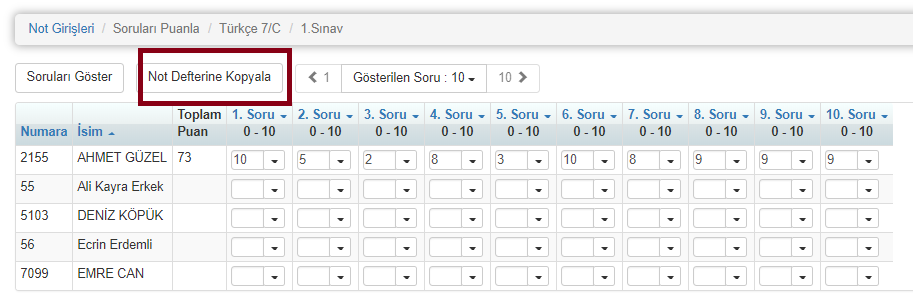 Not Girişleri / Soruları Puanla / Türkçe 7/C / 1.Sınav
Soruları Göster Not Defterine Kopyala 1 Gösterilen Soru : 10 10
Numara İsim Toplam Puan 1. Soru 0 - 10 2. Soru 0 - 10 3. Soru 0 - 10 4. Soru 0 - 10 5. Soru 0 - 10 6. Soru 0 - 10 7. Soru 0 - 10 8. Soru 0 - 10 9. Soru 0 - 10 10. Soru 0 - 10
2155 AHMET GÜZEL 73 10 5 2 8 3 10 8 9 9 9
55 Ali Kayra Erkek
5103 DENİZ KÖPÜK
56 Ecrin Erdemli
7099 EMRE CAN